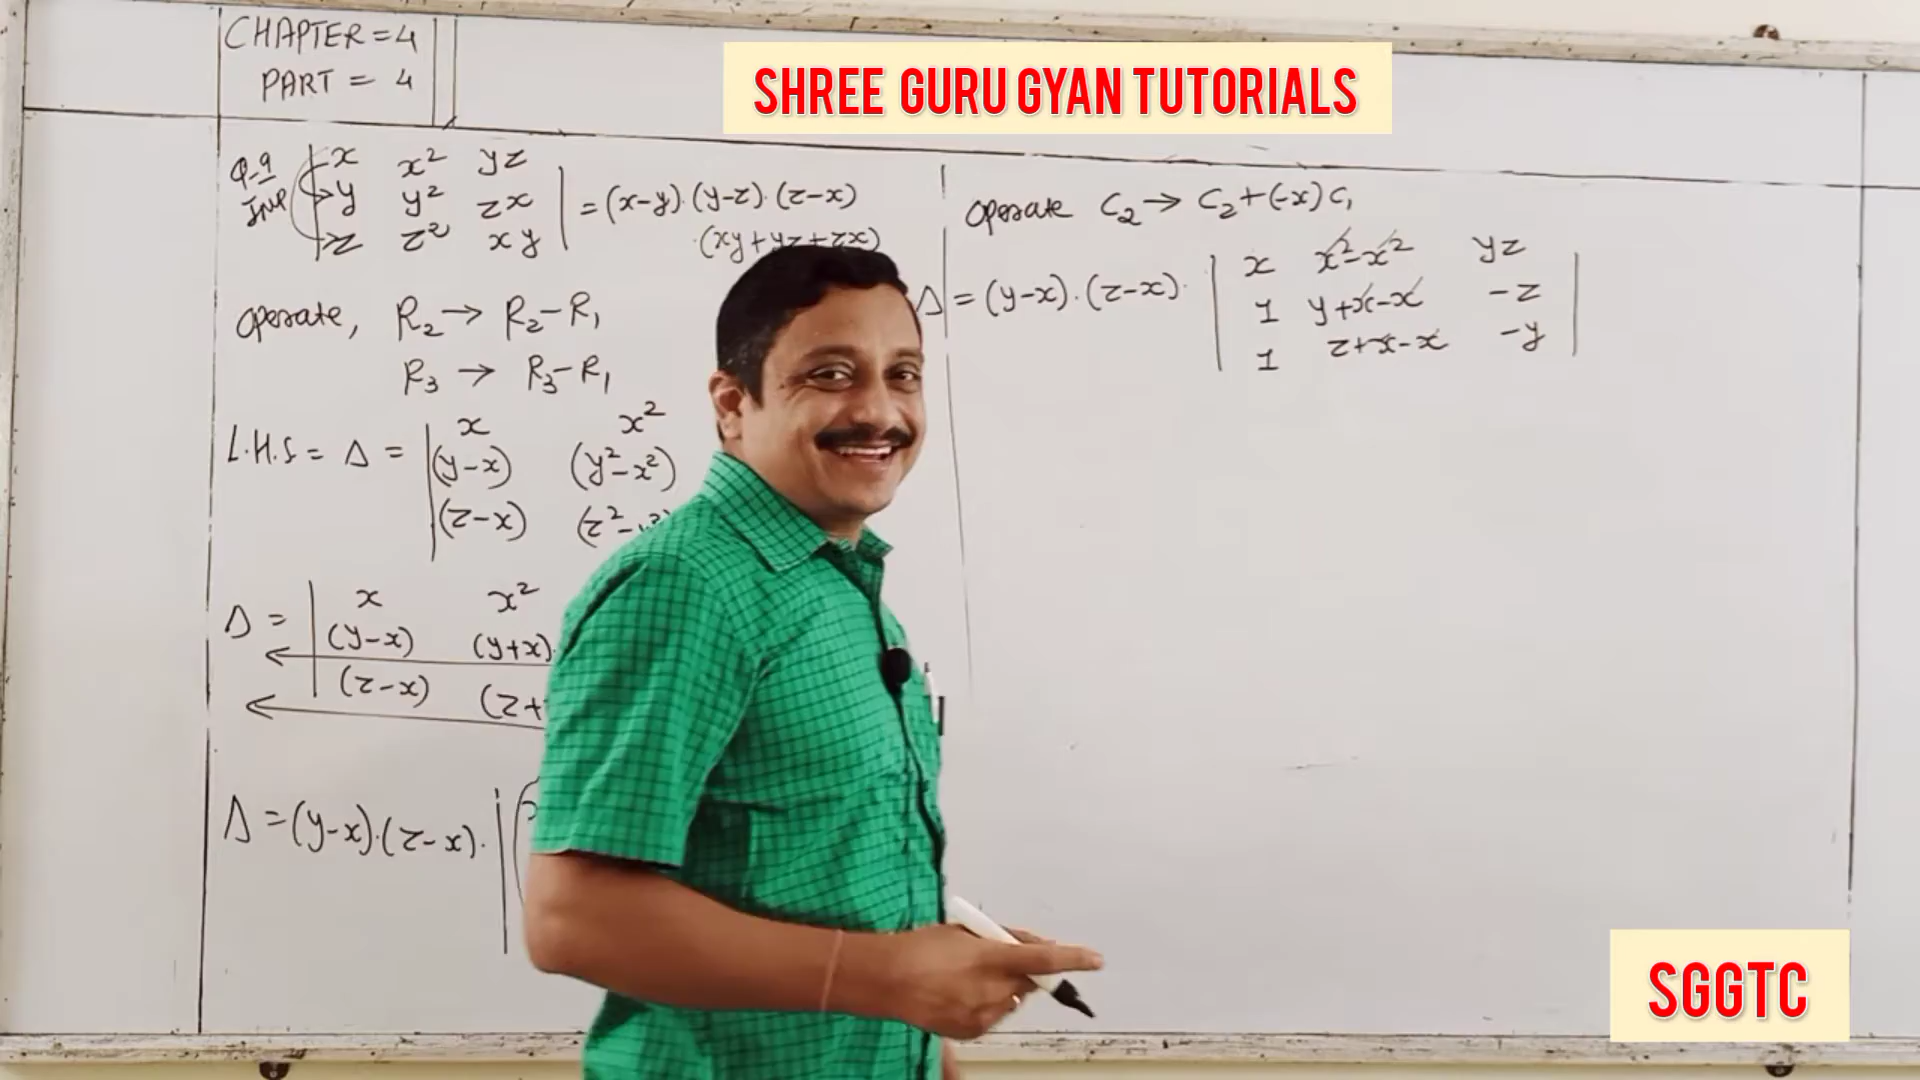 CHAPTER=4
PART = 4
SHREE GURU GYAN TUTORIALS
Q-9 x x² yz
IMP y y² zx = (x-y).(y-z).(z-x)
z z² xy .(xy+yz+zx)
Operate, R₂ → R₂-R₁
R₃ → R₃-R₁
L.H.S = Δ = x x²
(y-x) (y²-x²)
(z-x) (z²-
Δ = x x²
(y-x) (y+x).
(z-x) (z+
Δ = (y-x).(z-x).
Operate C₂ → C₂+(-x)C₁
Δ = (y-x).(z-x). x x²-x² yz
1 y+x-x -z
1 z+x-x -y
SGGTC